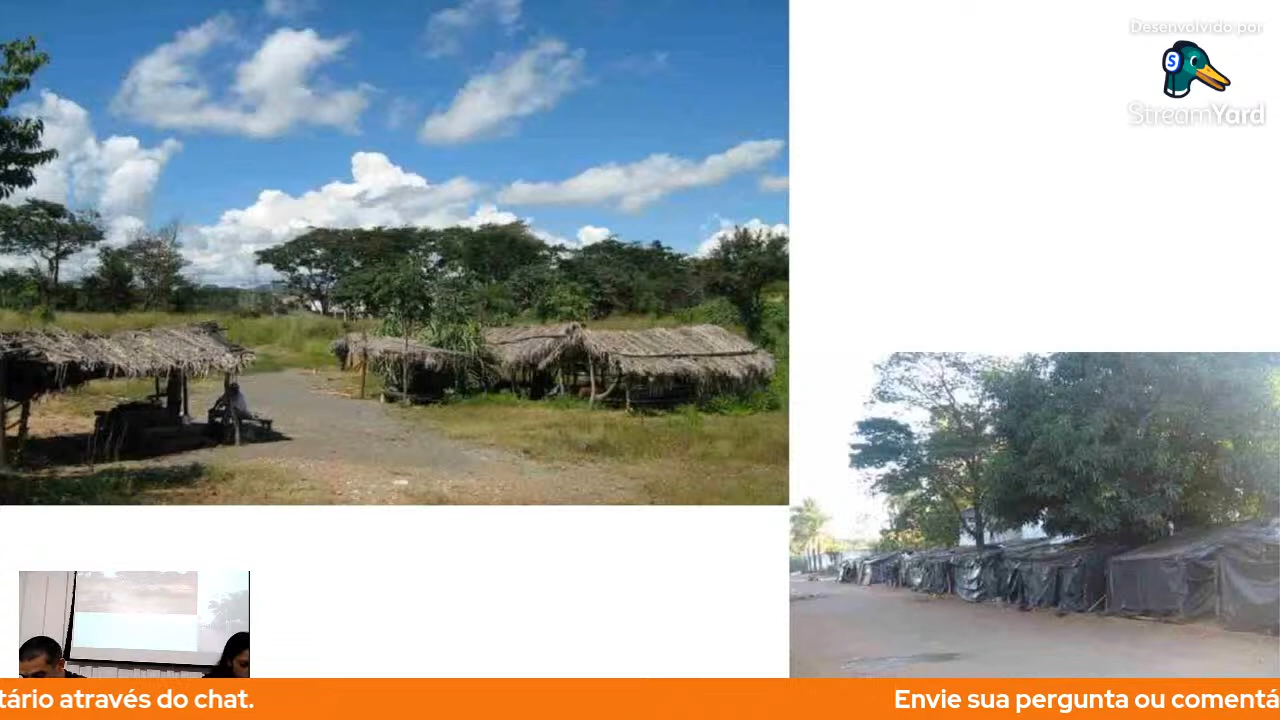 Desenvolvido por
S
StreamYard
tário através do chat.
Envie sua pergunta ou comentá